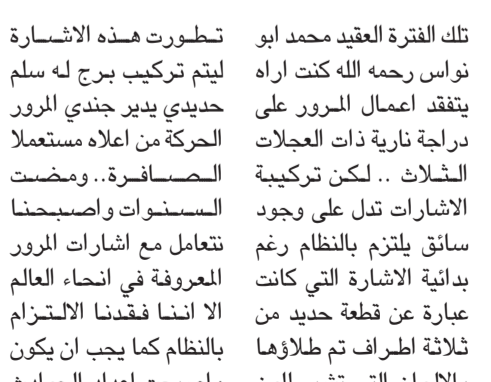 تلك الفترة العقيد محمد ابو
نواس رحمه الله كنت اراه
يتفقد اعمال المرور على
دراجة نارية ذات العجلات
الثلاث .. لكن تركيبة
الاشارات تدل على وجود
سائق يلتزم بالنظام رغم
بدائية الاشارة التي كانت
عبارة عن قطعة حديد من
ثلاثة اطراف تم طلاؤها
تطورت هذه الاشارة
ليتم تركيب برج له سلم
حديدي يدير جندي المرور
الحركة من اعلاه مستعملا
الصافرة.. ومضت
السنوات واصبحنا
نتعامل مع اشارات المرور
المعروفة في انحاء العالم
الا اننا فقدنا الالتزام
بالنظام كما يجب ان يكون